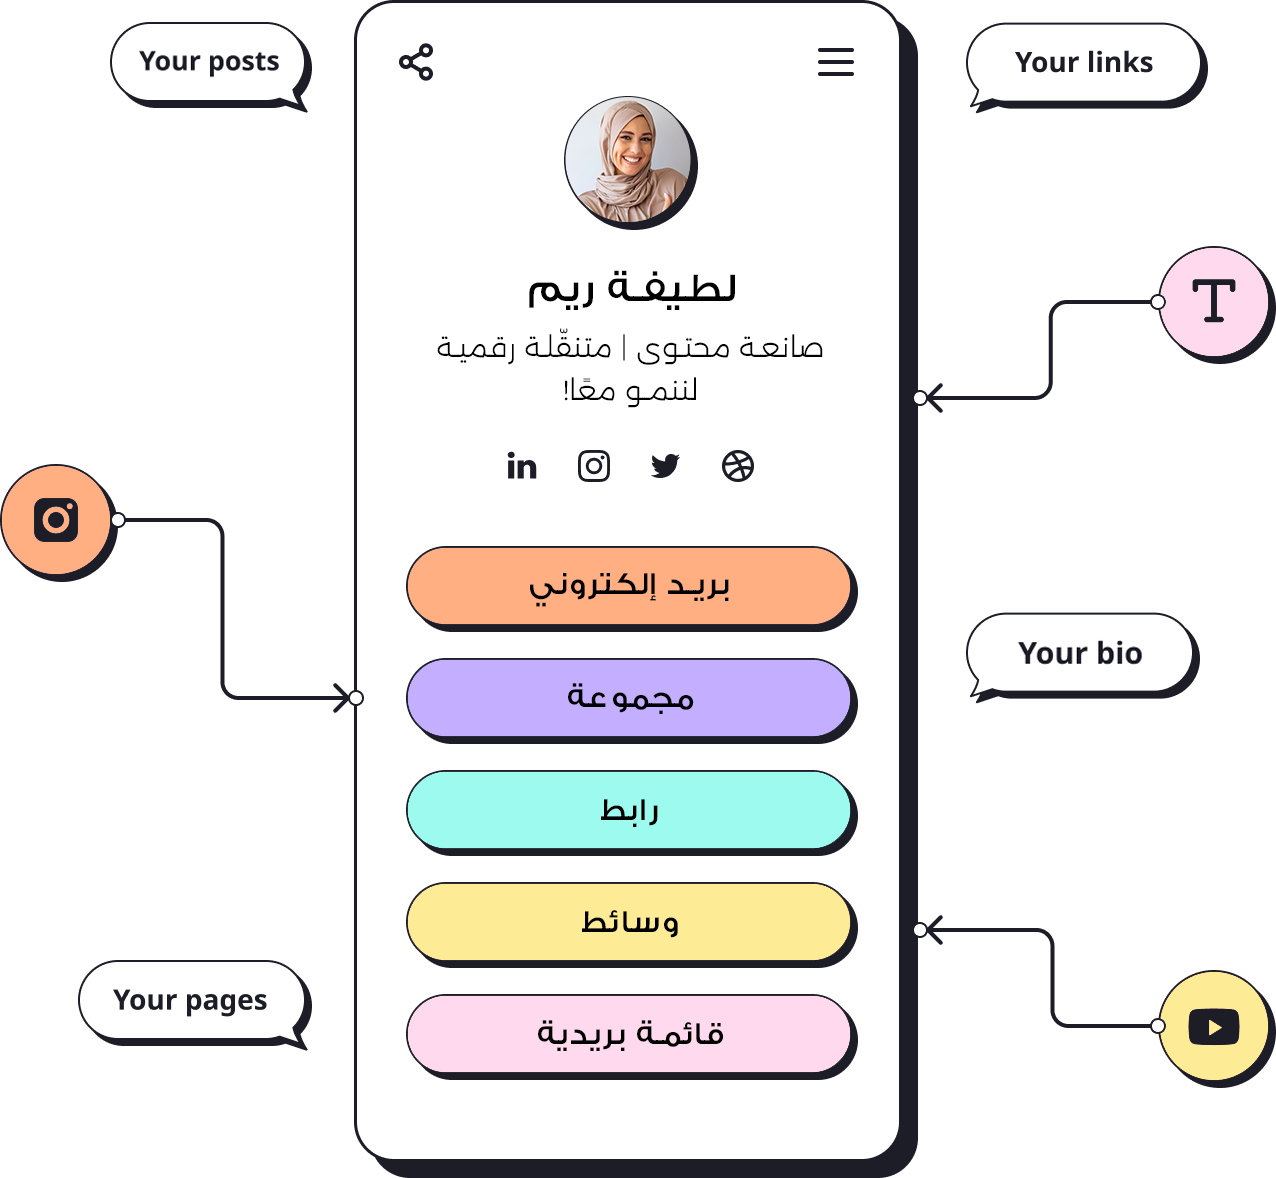 Your posts
Your links
لطيفة ريم
صانعة محتوى | متنقّلة رقمية
لننمو معًا!
بريد إلكتروني
مجموعة
Your bio
رابط
وسائط
Your pages
قائمة بريدية